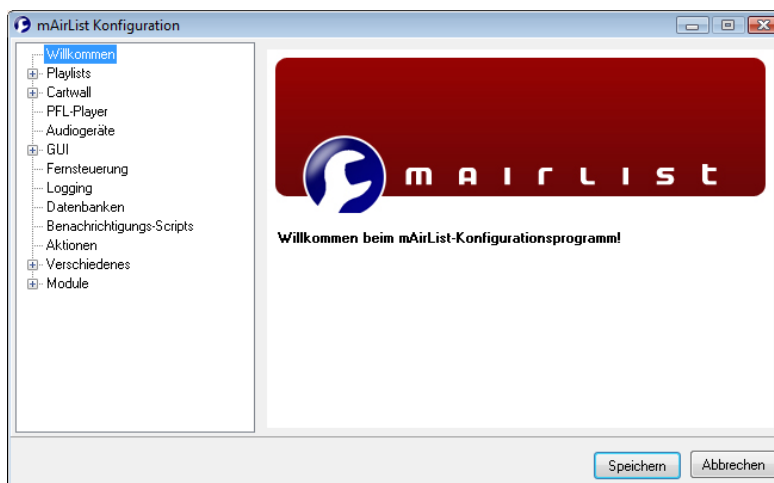 mAirList Konfiguration
Willkommen
Playlists
Cartwall
PFL-Player
Audiogeräte
GUI
Fernsteuerung
Logging
Datenbanken
Benachrichtigungs-Scripts
Aktionen
Verschiedenes
Module
mAirList
Willkommen beim mAirList-Konfigurationsprogramm!
Speichern
Abbrechen